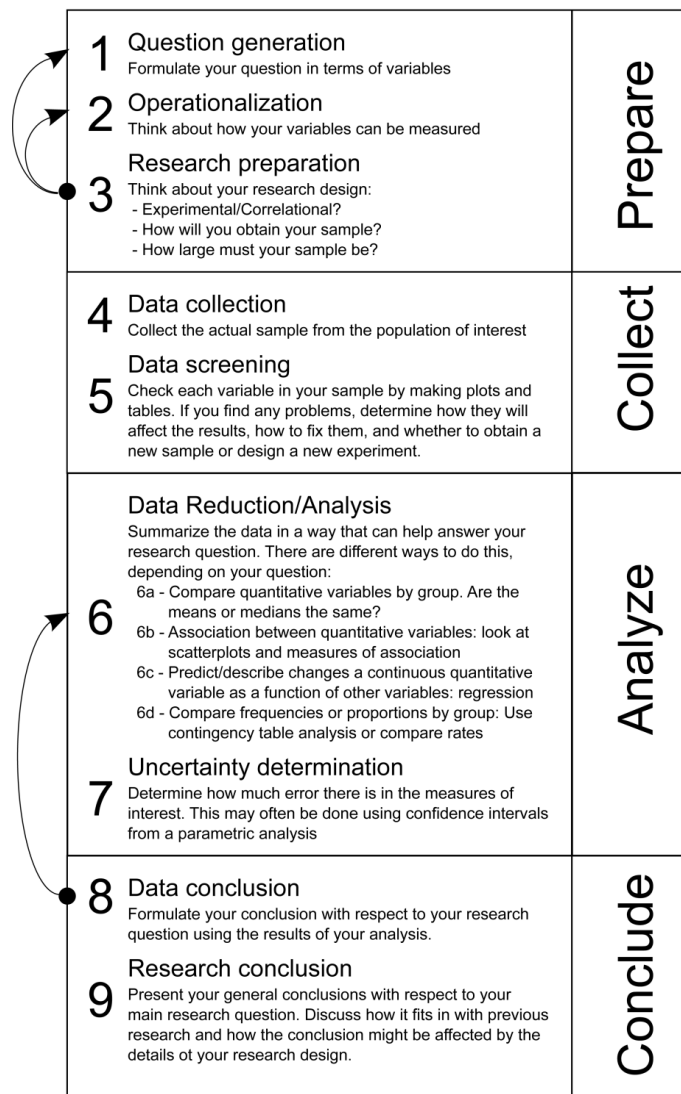 1 Question generation
Formulate your question in terms of variables
2 Operationalization
Think about how your variables can be measured
3 Research preparation
Think about your research design:
- Experimental/Correlational?
- How will you obtain your sample?
- How large must your sample be?
Prepare
4 Data collection
Collect the actual sample from the population of interest
5 Data screening
Check each variable in your sample by making plots and
tables. If you find any problems, determine how they will
affect the results, how to fix them, and whether to obtain a
new sample or design a new experiment.
Collect
6 Data Reduction/Analysis
Summarize the data in a way that can help answer your
research question. There are different ways to do this,
depending on your question:
6a - Compare quantitative variables by group. Are the
means or medians the same?
6b - Association between quantitative variables: look at
scatterplots and measures of association
6c - Predict/describe changes a continuous quantitative
variable as a function of other variables: regression
6d - Compare frequencies or proportions by group: Use
contingency table analysis or compare rates
7 Uncertainty determination
Determine how much error there is in the measures of
interest. This may often be done using confidence intervals
from a parametric analysis
Analyze
8 Data conclusion
Formulate your conclusion with respect to your research
question using the results of your analysis.
9 Research conclusion
Present your general conclusions with respect to your
main research question. Discuss how it fits in with previous
research and how the conclusion might be affected by the
details ot your research design.
Conclude